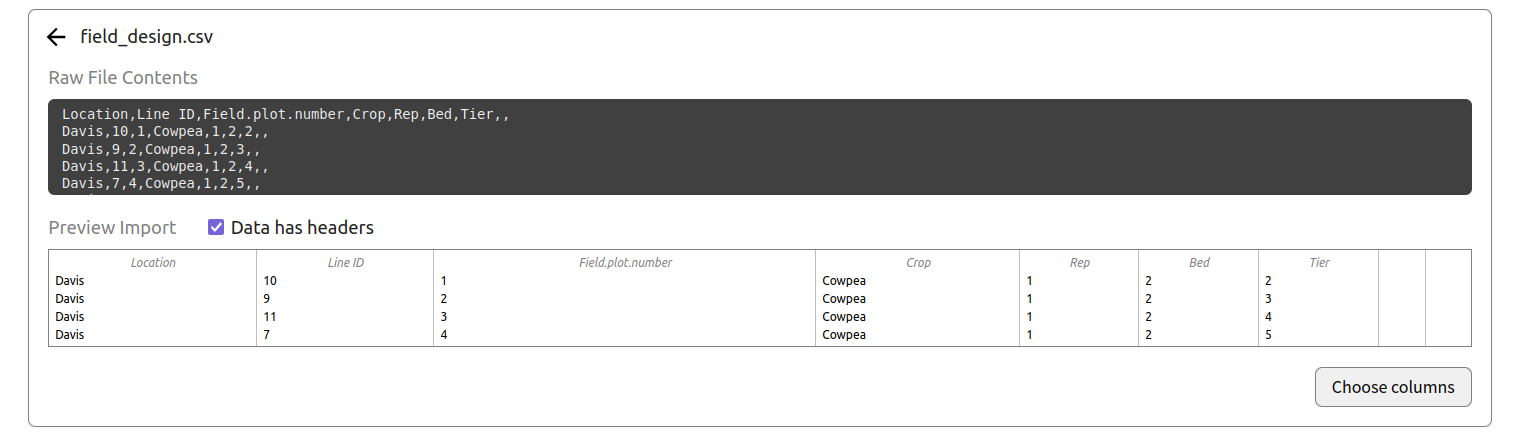 field_design.csv
Raw File Contents
Location,Line ID,Field.plot.number,Crop,Rep,Bed,Tier,,
Davis,10,1,Cowpea,1,2,2,,
Davis,9,2,Cowpea,1,2,3,,
Davis,11,3,Cowpea,1,2,4,,
Davis,7,4,Cowpea,1,2,5,,
Preview Import Data has headers
Location Line ID Field.plot.number Crop Rep Bed Tier
Davis 10 1 Cowpea 1 2 2
Davis 9 2 Cowpea 1 2 3
Davis 11 3 Cowpea 1 2 4
Davis 7 4 Cowpea 1 2 5
Choose columns